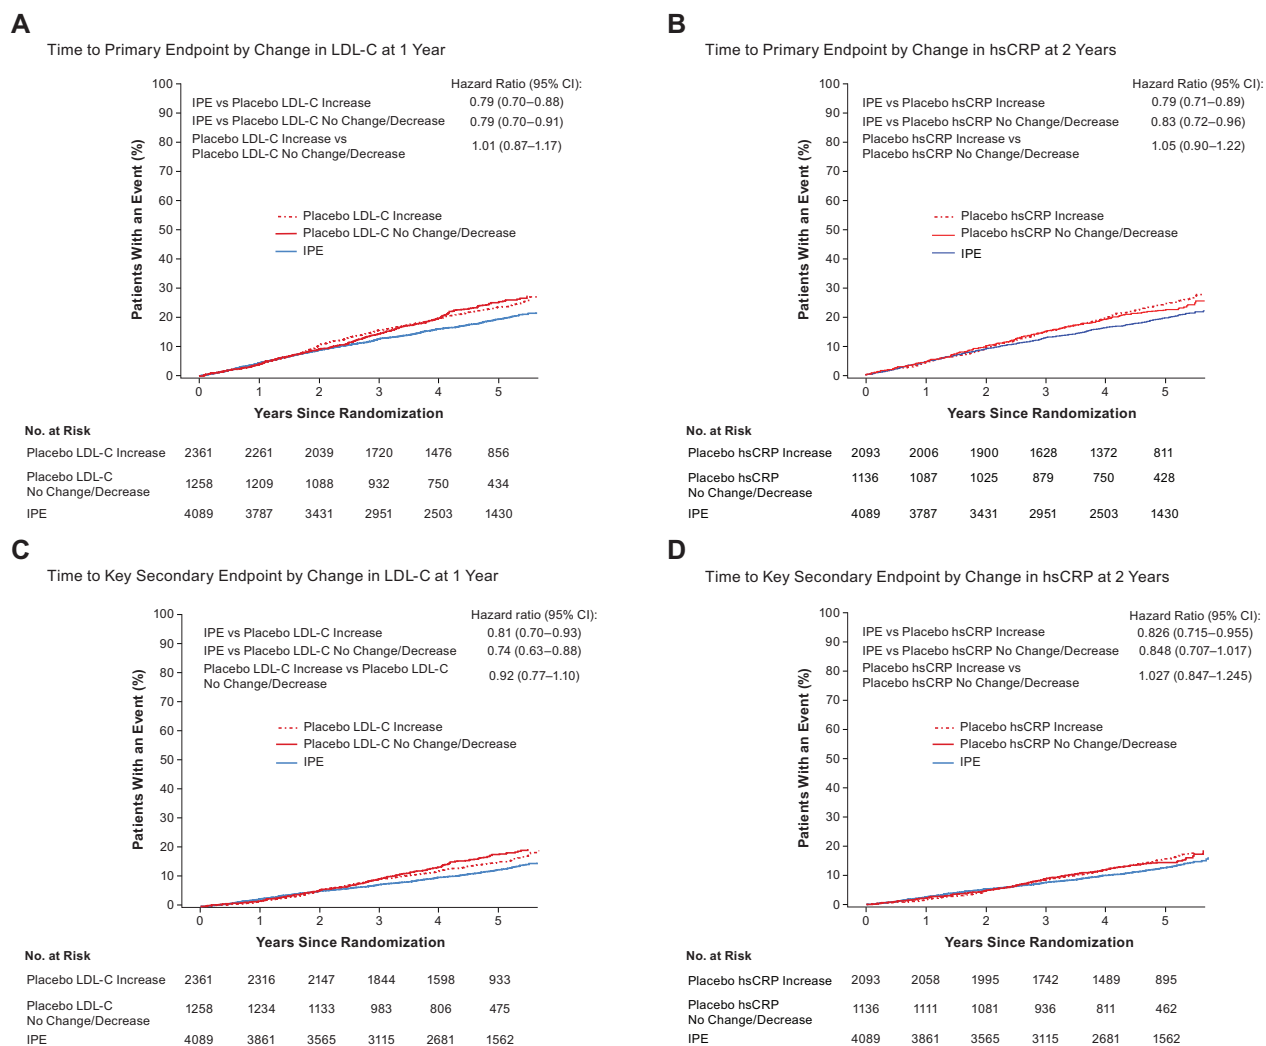 A
Time to Primary Endpoint by Change in LDL-C at 1 Year
Hazard Ratio (95% CI):
IPE vs Placebo LDL-C Increase 0.79 (0.70–0.88)
IPE vs Placebo LDL-C No Change/Decrease 0.79 (0.70–0.91)
Placebo LDL-C Increase vs
Placebo LDL-C No Change/Decrease 1.01 (0.87–1.17)
Patients With an Event (%)
100
90
80
70
60
50
40
30
20
10
0
Placebo LDL-C Increase
Placebo LDL-C No Change/Decrease
IPE
0 1 2 3 4 5
Years Since Randomization
No. at Risk
Placebo LDL-C Increase 2361 2261 2039 1720 1476 856
Placebo LDL-C
No Change/Decrease 1258 1209 1088 932 750 434
IPE 4089 3787 3431 2951 2503 1430
B
Time to Primary Endpoint by Change in hsCRP at 2 Years
Hazard Ratio (95% CI):
IPE vs Placebo hsCRP Increase 0.79 (0.71–0.89)
IPE vs Placebo hsCRP No Change/Decrease 0.83 (0.72–0.96)
Placebo hsCRP Increase vs
Placebo hsCRP No Change/Decrease 1.05 (0.90–1.22)
Patients With an Event (%)
100
90
80
70
60
50
40
30
20
10
0
Placebo hsCRP Increase
Placebo hsCRP No Change/Decrease
IPE
0 1 2 3 4 5
Years Since Randomization
No. at Risk
Placebo hsCRP Increase 2093 2006 1900 1628 1372 811
Placebo hsCRP 1136 1087 1025 879 750 428
No Change/Decrease
IPE 4089 3787 3431 2951 2503 1430
C
Time to Key Secondary Endpoint by Change in LDL-C at 1 Year
Hazard ratio (95% CI):
IPE vs Placebo LDL-C Increase 0.81 (0.70–0.93)
IPE vs Placebo LDL-C No Change/Decrease 0.74 (0.63–0.88)
Placebo LDL-C Increase vs Placebo LDL-C
No Change/Decrease 0.92 (0.77–1.10)
Patients With an Event (%)
100
90
80
70
60
50
40
30
20
10
0
Placebo LDL-C Increase
Placebo LDL-C No Change/Decrease
IPE
0 1 2 3 4 5
Years Since Randomization
No. at Risk
Placebo LDL-C Increase 2361 2316 2147 1844 1598 933
Placebo LDL-C
No Change/Decrease 1258 1234 1133 983 806 475
IPE 4089 3861 3565 3115 2681 1562
D
Time to Key Secondary Endpoint by Change in hsCRP at 2 Years
Hazard Ratio (95% CI):
IPE vs Placebo hsCRP Increase 0.826 (0.715–0.955)
IPE vs Placebo hsCRP No Change/Decrease 0.848 (0.707–1.017)
Placebo hsCRP Increase vs
Placebo hsCRP No Change/Decrease 1.027 (0.847–1.245)
Patients With an Event (%)
100
90
80
70
60
50
40
30
20
10
0
Placebo hsCRP Increase
Placebo hsCRP No Change/Decrease
IPE
0 1 2 3 4 5
Years Since Randomization
No. at Risk
Placebo hsCRP Increase 2093 2058 1995 1742 1489 895
Placebo hsCRP
No Change/Decrease 1136 1111 1081 936 811 462
IPE 4089 3861 3565 3115 2681 1562